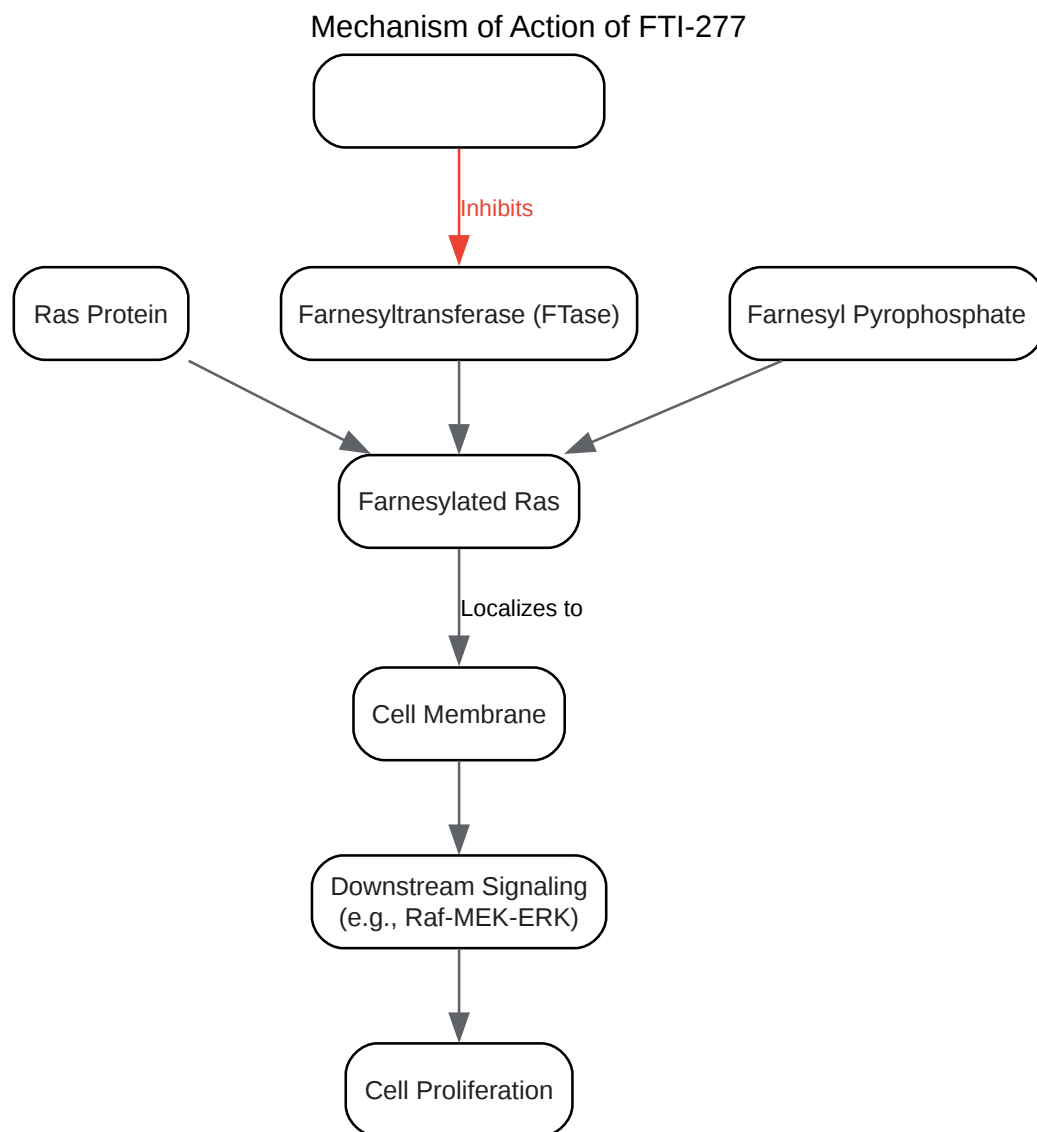 Mechanism of Action of FTI-277
Inhibits
Ras Protein
Farnesyltransferase (FTase)
Farnesyl Pyrophosphate
Farnesylated Ras
Localizes to
Cell Membrane
Downstream Signaling
(e.g., Raf-MEK-ERK)
Cell Proliferation